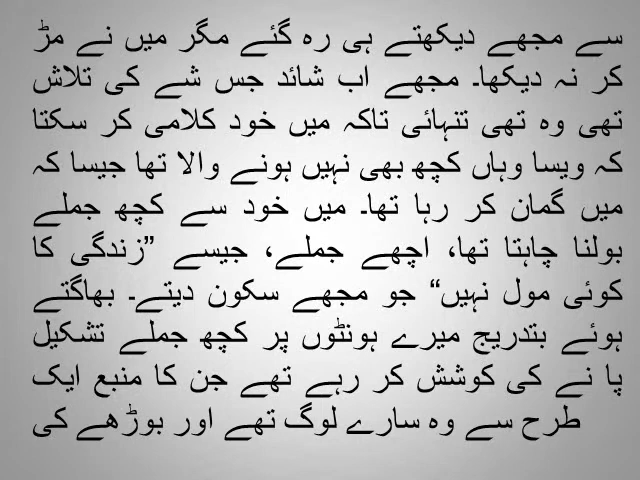 سے مجھے دیکھتے ہی رہ گئے مگر میں نے مڑ
کر نہ دیکھا۔ مجھے اب شائد جس شے کی تلاش
تھی وہ تھی تنہائی تاکہ میں خود کلامی کر سکتا
کہ ویسا وہاں کچھ بھی نہیں ہونے والا تھا جیسا کہ
میں گمان کر رہا تھا۔ میں خود سے کچھ جملے
بولنا چاہتا تھا، اچھے جملے، جیسے ”زندگی کا
کوئی مول نہیں“ جو مجھے سکون دیتے۔ بھاگتے
ہوئے بتدریج میرے ہونٹوں پر کچھ جملے تشکیل
پا نے کی کوشش کر رہے تھے جن کا منبع ایک
طرح سے وہ سارے لوگ تھے اور بوڑھے کی